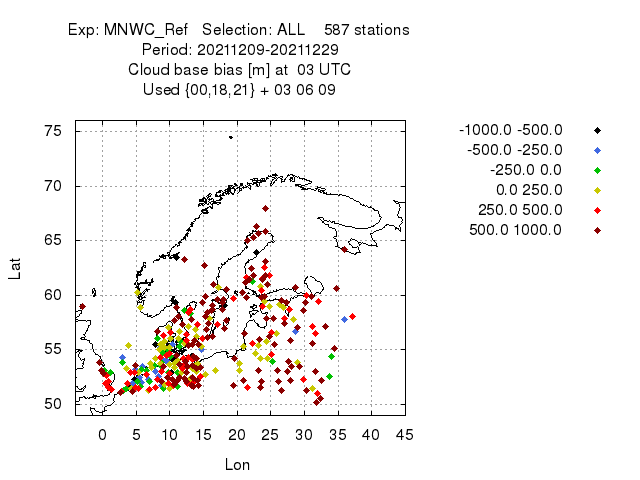 Exp: MNWC_Ref Selection: ALL 587 stations
Period: 20211209-20211229
Cloud base bias [m] at 03 UTC
Used {00,18,21} + 03 06 09
-1000.0 -500.0
-500.0 -250.0
-250.0 0.0
0.0 250.0
250.0 500.0
500.0 1000.0
75
70
65
60
55
50
Lat
0 5 10 15 20 25 30 35 40 45
Lon